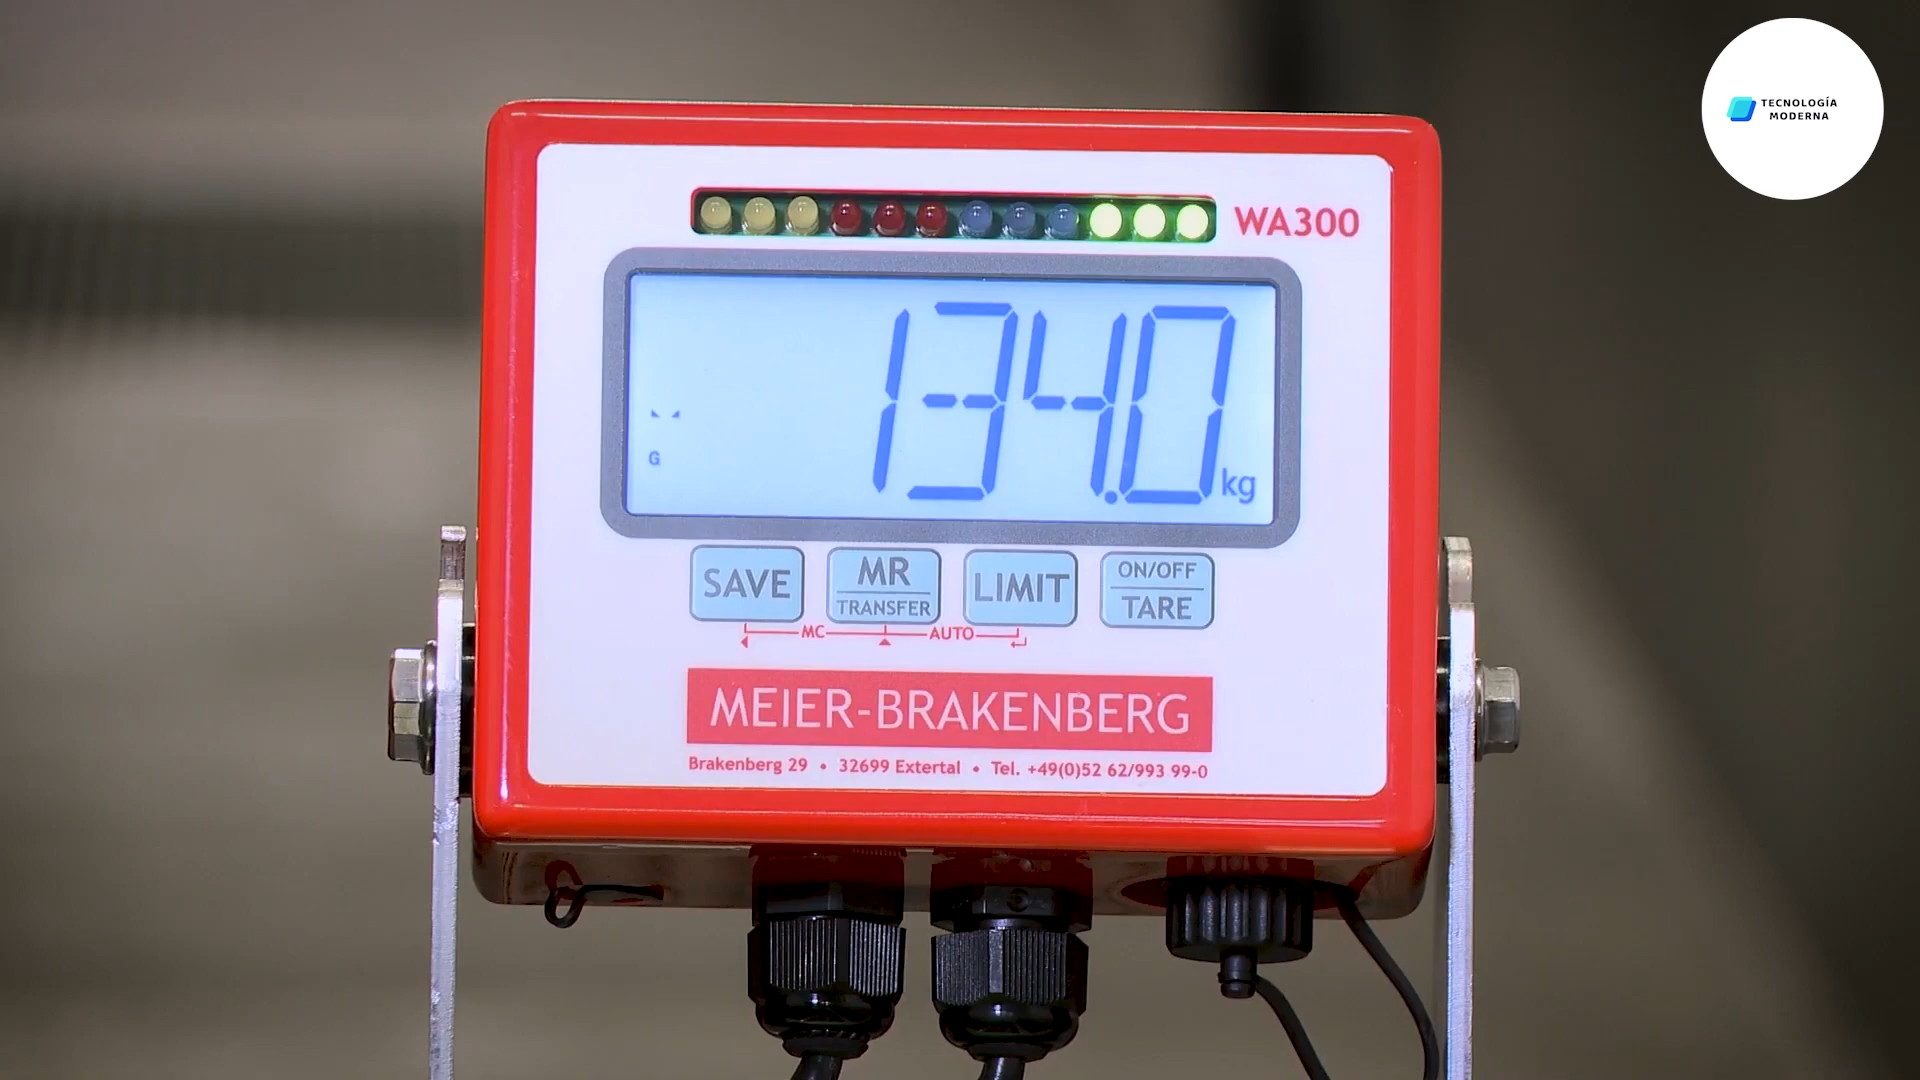 TECNOLOGÍA
MODERNA
WA300
134.0 kg
G
SAVE
MR
TRANSFER
LIMIT
ON/OFF
TARE
MC
AUTO
MEIER-BRAKENBERG
Brakenberg 29 • 32699 Extertal • Tel. +49(0)52 62/993 99-0